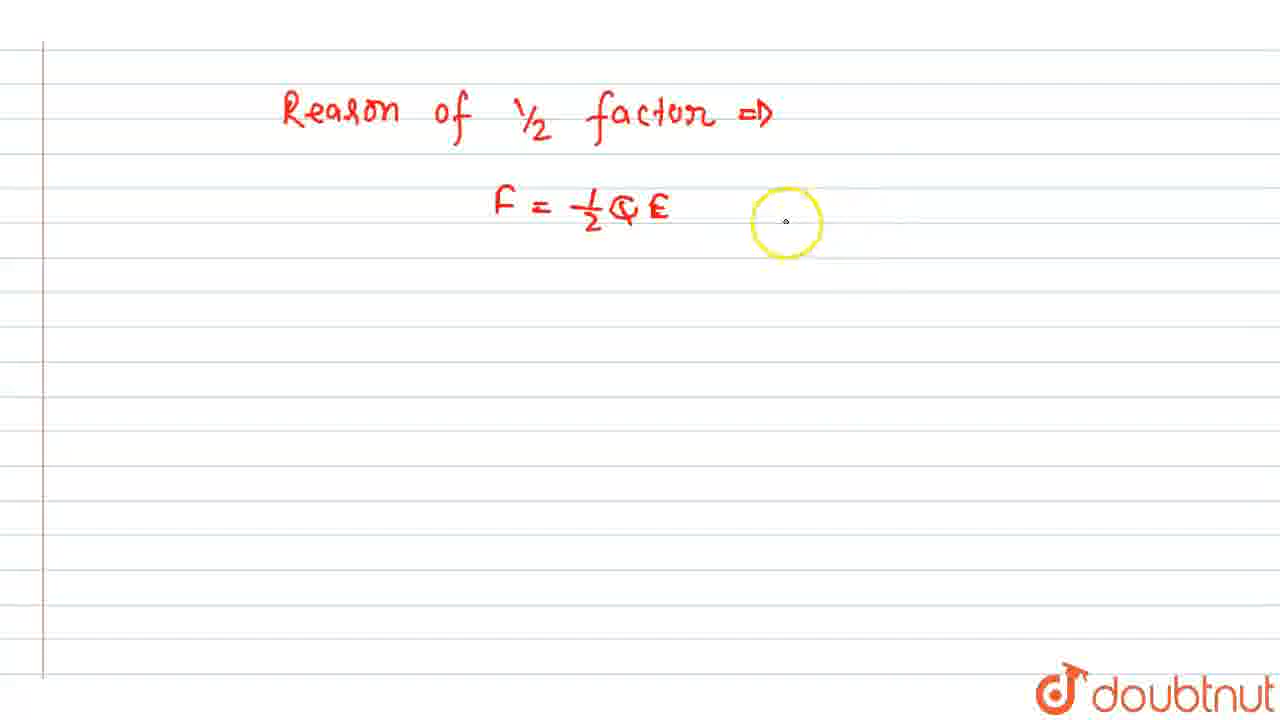 Reason of 1/2 factor ⇒
F = 1/2 Q E
doubtnut